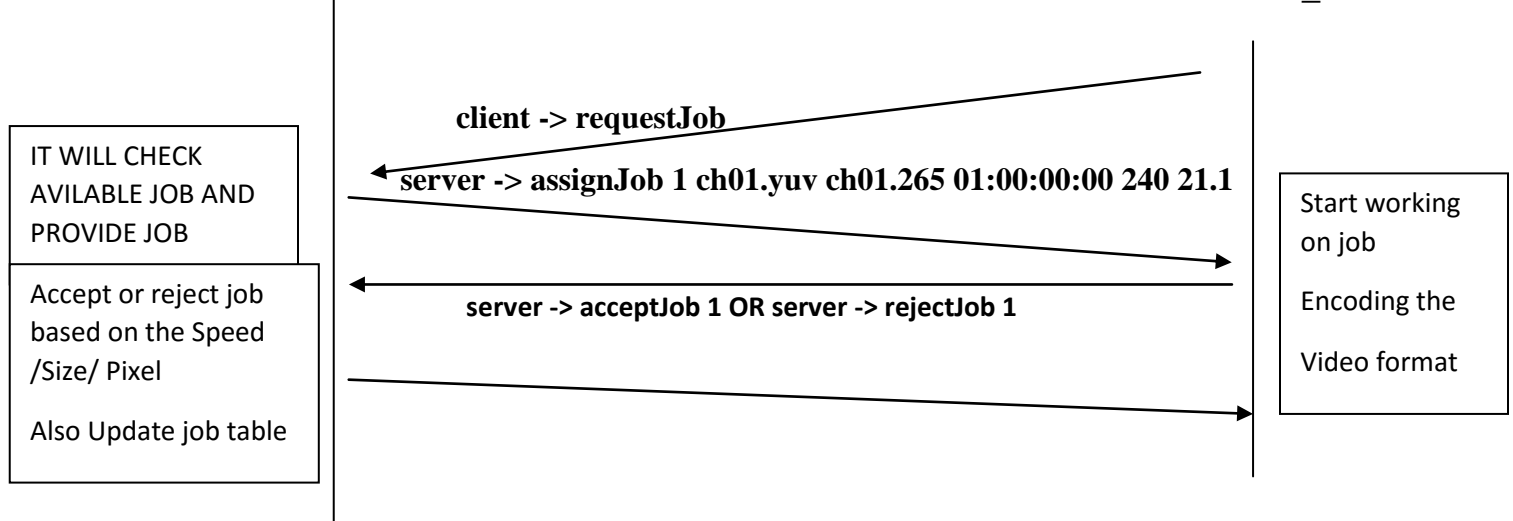 client -> requestJob
IT WILL CHECK
AVILABLE JOB AND
PROVIDE JOB
server -> assignJob 1 ch01.yuv ch01.265 01:00:00:00 240 21.1
Start working
on job
Encoding the
Video format
Accept or reject job
based on the Speed
/Size/ Pixel
Also Update job table
server -> acceptJob 1 OR server -> rejectJob 1